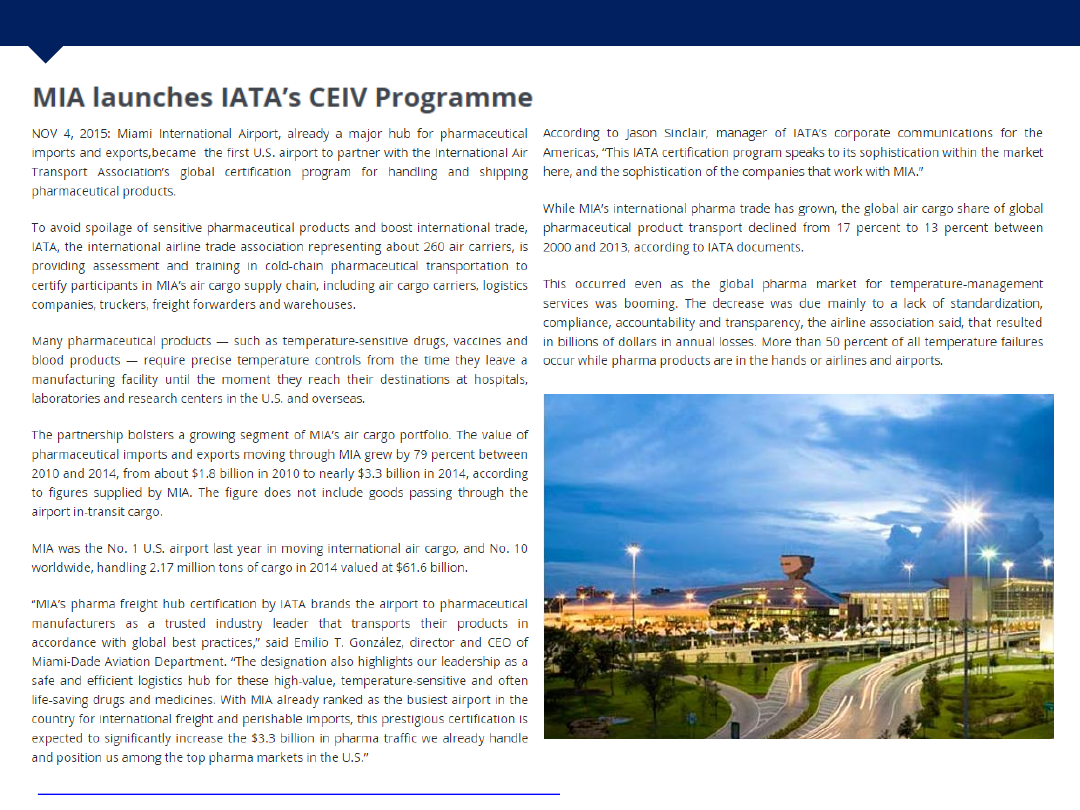 MIA launches IATA’s CEIV Programme
NOV 4, 2015: Miami International Airport, already a major hub for pharmaceutical
imports and exports,became the first U.S. airport to partner with the International Air
Transport Association’s global certification program for handling and shipping
pharmaceutical products.
To avoid spoilage of sensitive pharmaceutical products and boost international trade,
IATA, the international airline trade association representing about 260 air carriers, is
providing assessment and training in cold-chain pharmaceutical transportation to
certify participants in MIA’s air cargo supply chain, including air cargo carriers, logistics
companies, truckers, freight forwarders and warehouses.
Many pharmaceutical products — such as temperature-sensitive drugs, vaccines and
blood products — require precise temperature controls from the time they leave a
manufacturing facility until the moment they reach their destinations at hospitals,
laboratories and research centers in the U.S. and overseas.
The partnership bolsters a growing segment of MIA’s air cargo portfolio. The value of
pharmaceutical imports and exports moving through MIA grew by 79 percent between
2010 and 2014, from about $1.8 billion in 2010 to nearly $3.3 billion in 2014, according
to figures supplied by MIA. The figure does not include goods passing through the
airport in-transit cargo.
MIA was the No. 1 U.S. airport last year in moving international air cargo, and No. 10
worldwide, handling 2.17 million tons of cargo in 2014 valued at $61.6 billion.
“MIA’s pharma freight hub certification by IATA brands the airport to pharmaceutical
manufacturers as a trusted industry leader that transports their products in
accordance with global best practices,” said Emilio T. González, director and CEO of
Miami-Dade Aviation Department. “The designation also highlights our leadership as a
safe and efficient logistics hub for these high-value, temperature-sensitive and often
life-saving drugs and medicines. With MIA already ranked as the busiest airport in the
country for international freight and perishable imports, this prestigious certification is
expected to significantly increase the $3.3 billion in pharma traffic we already handle
and position us among the top pharma markets in the U.S.”
According to Jason Sinclair, manager of IATA’s corporate communications for the
Americas, “This IATA certification program speaks to its sophistication within the market
here, and the sophistication of the companies that work with MIA.”
While MIA’s international pharma trade has grown, the global air cargo share of global
pharmaceutical product transport declined from 17 percent to 13 percent between
2000 and 2013, according to IATA documents.
This occurred even as the global pharma market for temperature-management
services was booming. The decrease was due mainly to a lack of standardization,
compliance, accountability and transparency, the airline association said, that resulted
in billions of dollars in annual losses. More than 50 percent of all temperature failures
occur while pharma products are in the hands or airlines and airports.